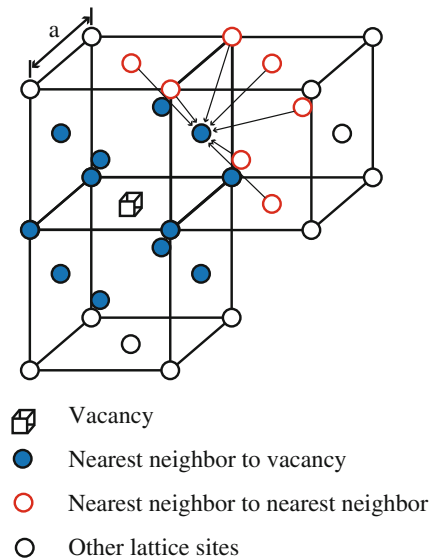 a
Vacancy
Nearest neighbor to vacancy
Nearest neighbor to nearest neighbor
Other lattice sites